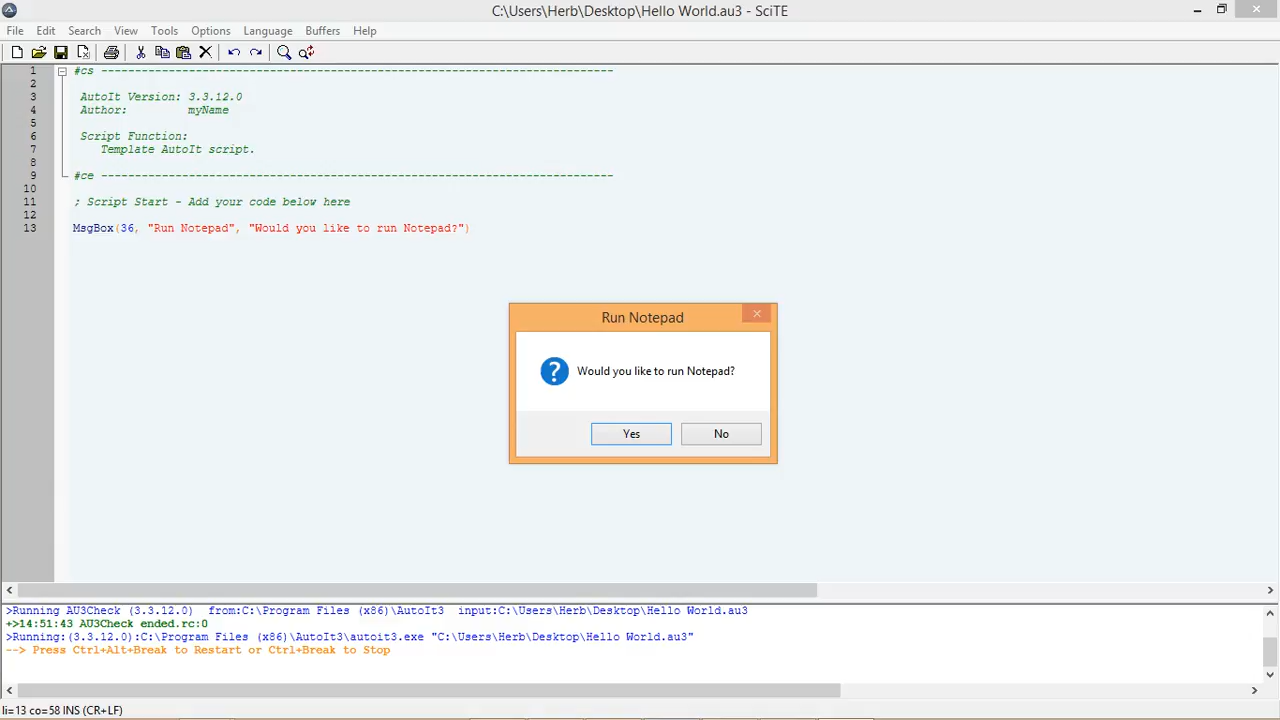 C:\Users\Herb\Desktop\Hello World.au3 - SciTE
File Edit Search View Tools Options Language Buffers Help
1 #cs ----------------------------------------------------------------------------
2
3 AutoIt Version: 3.3.12.0
4 Author: myName
5
6 Script Function:
7 Template AutoIt script.
8
9 #ce ----------------------------------------------------------------------------
10
11 ; Script Start - Add your code below here
12
13 MsgBox(36, "Run Notepad", "Would you like to run Notepad?")
Run Notepad
Would you like to run Notepad?
Yes No
>Running AU3Check (3.3.12.0) from:C:\Program Files (x86)\AutoIt3 input:C:\Users\Herb\Desktop\Hello World.au3
+>14:51:43 AU3Check ended.rc:0
>Running:(3.3.12.0):C:\Program Files (x86)\AutoIt3\autoit3.exe "C:\Users\Herb\Desktop\Hello World.au3"
--> Press Ctrl+Alt+Break to Restart or Ctrl+Break to Stop
li=13 co=58 INS (CR+LF)